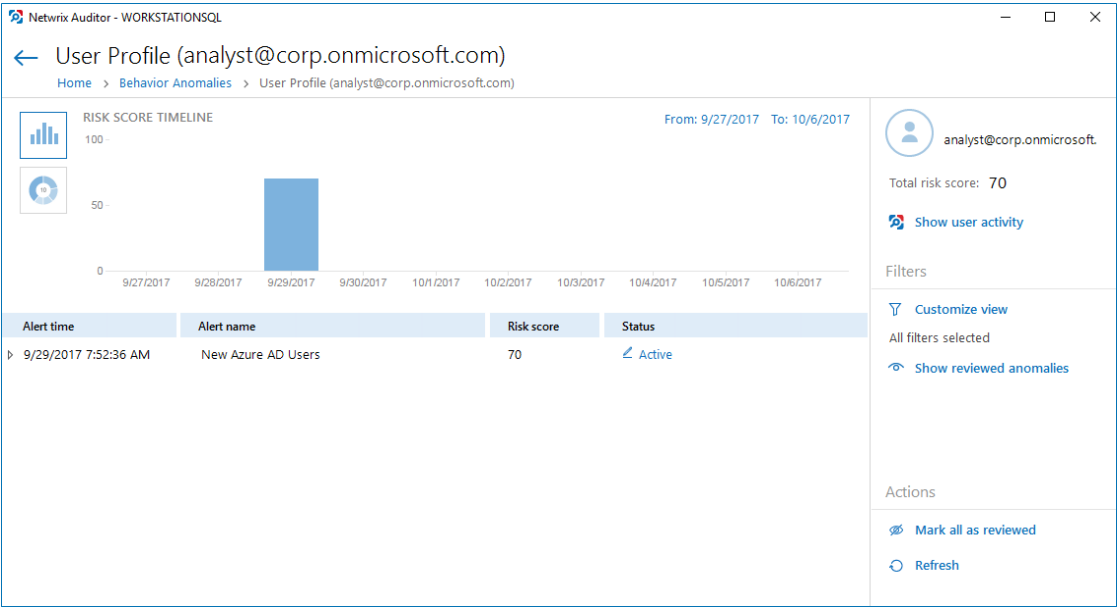 Netwrix Auditor - WORKSTATIONSQL
User Profile (analyst@corp.onmicrosoft.com)
Home > Behavior Anomalies > User Profile (analyst@corp.onmicrosoft.com)
RISK SCORE TIMELINE
From: 9/27/2017 To: 10/6/2017
100
50
0
9/27/2017 9/28/2017 9/29/2017 9/30/2017 10/1/2017 10/2/2017 10/3/2017 10/4/2017 10/5/2017 10/6/2017
Alert time Alert name Risk score Status
9/29/2017 7:52:36 AM New Azure AD Users 70 Active
analyst@corp.onmicrosoft.
Total risk score: 70
Show user activity
Filters
Customize view
All filters selected
Show reviewed anomalies
Actions
Mark all as reviewed
Refresh